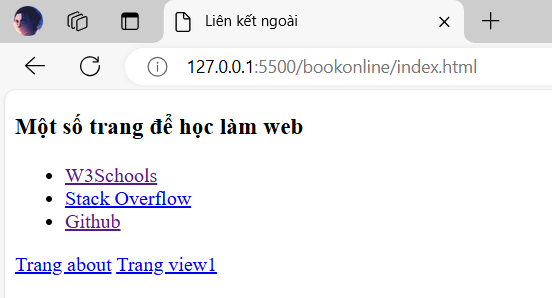 Liên kết ngoài
127.0.0.1:5500/bookonline/index.html
Một số trang để học làm web
W3Schools
Stack Overflow
Github
Trang about Trang view1